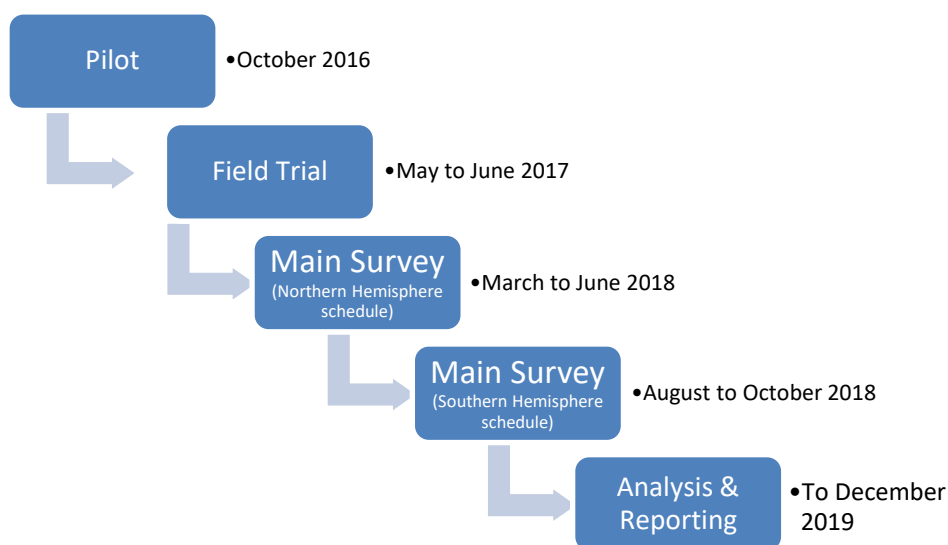 Pilot
•October 2016
Field Trial
•May to June 2017
Main Survey
(Northern Hemisphere
schedule)
•March to June 2018
Main Survey
(Southern Hemisphere
schedule)
•August to October 2018
Analysis &
Reporting
•To December
2019